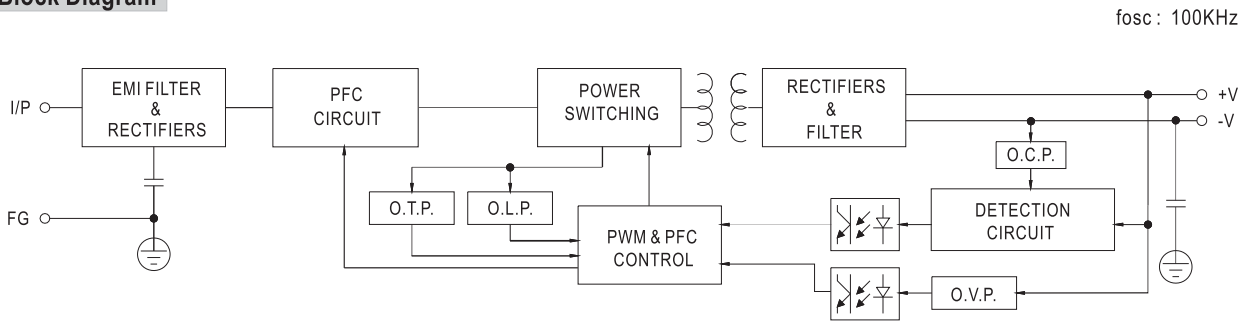 Block Diagram
fosc : 100KHz
I/P
EMI FILTER
&
RECTIFIERS
PFC
CIRCUIT
POWER
SWITCHING
RECTIFIERS
&
FILTER
+V
-V
O.C.P.
FG
O.T.P.
O.L.P.
PWM & PFC
CONTROL
DETECTION
CIRCUIT
O.V.P.